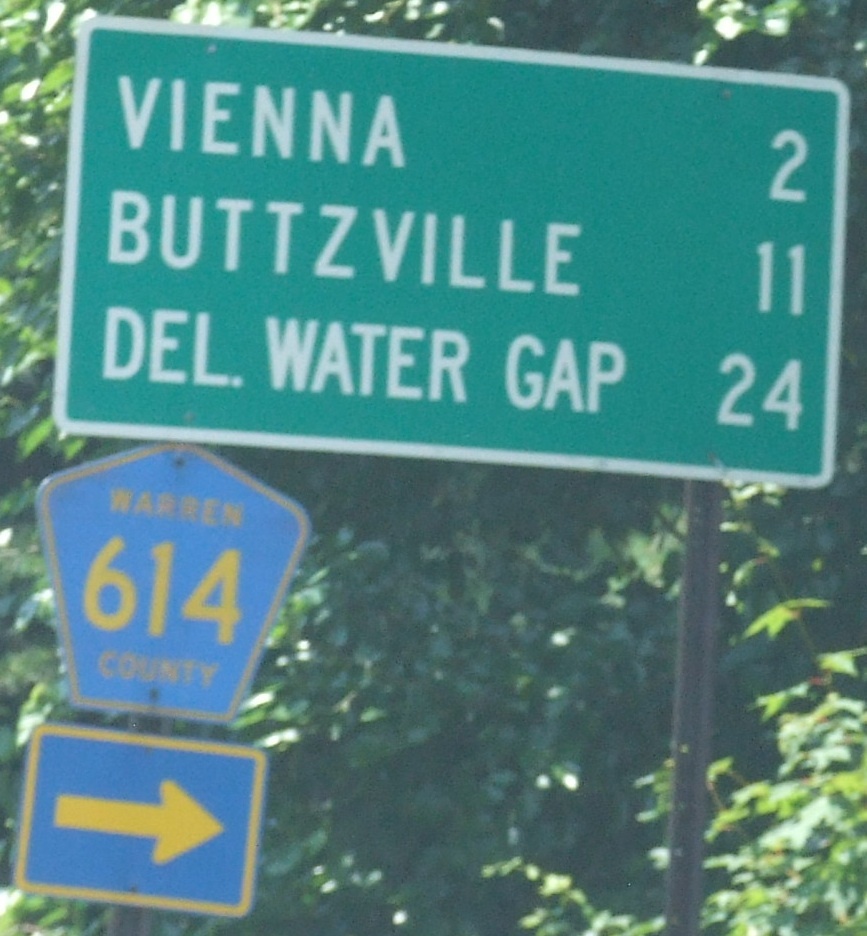 VIENNA 2
BUTTZVILLE 11
DEL. WATER GAP 24
WARREN
614
COUNTY